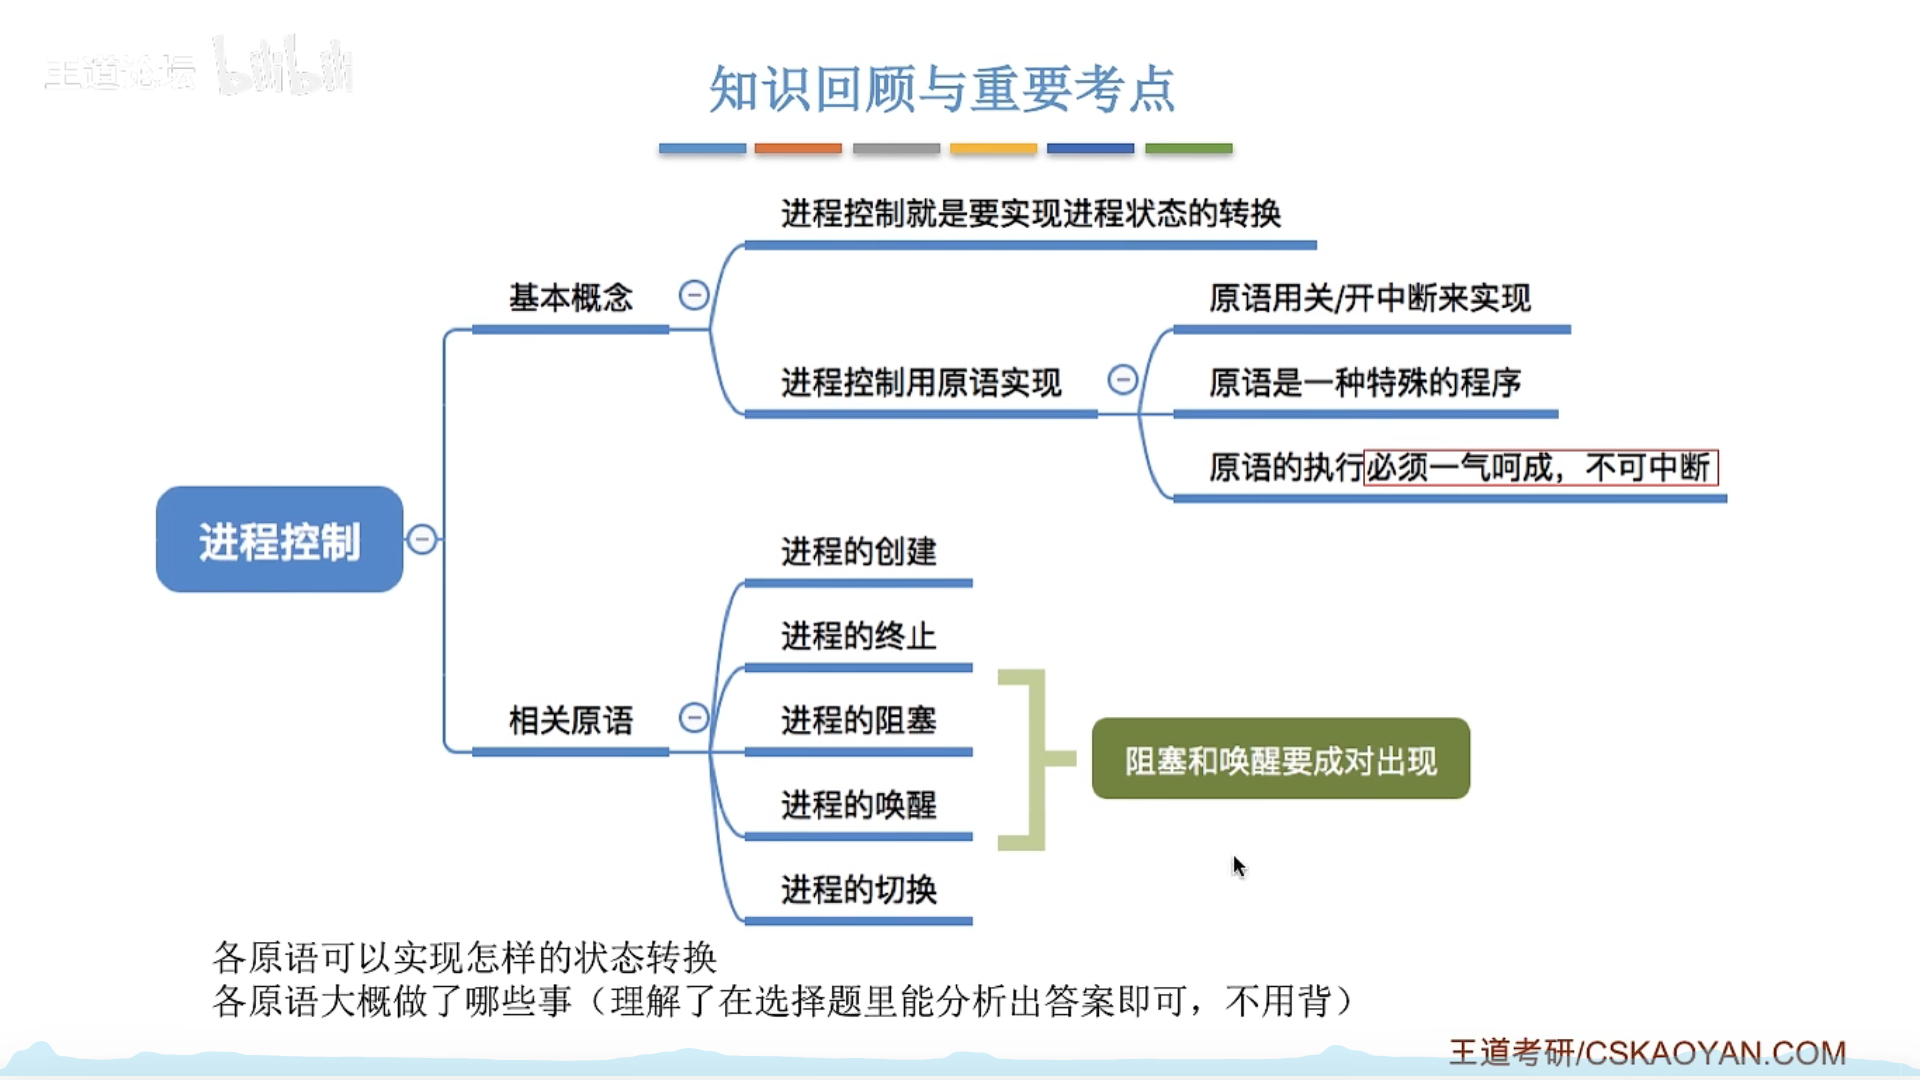 王道论坛 bilibili
知识回顾与重要考点
进程控制就是要实现进程状态的转换
基本概念
原语用关/开中断来实现
进程控制用原语实现
原语是一种特殊的程序
原语的执行必须一气呵成，不可中断
进程控制
进程的创建
进程的终止
相关原语
进程的阻塞
阻塞和唤醒要成对出现
进程的唤醒
进程的切换
各原语可以实现怎样的状态转换
各原语大概做了哪些事（理解了在选择题里能分析出答案即可，不用背）
王道考研/CSKAOYAN.COM